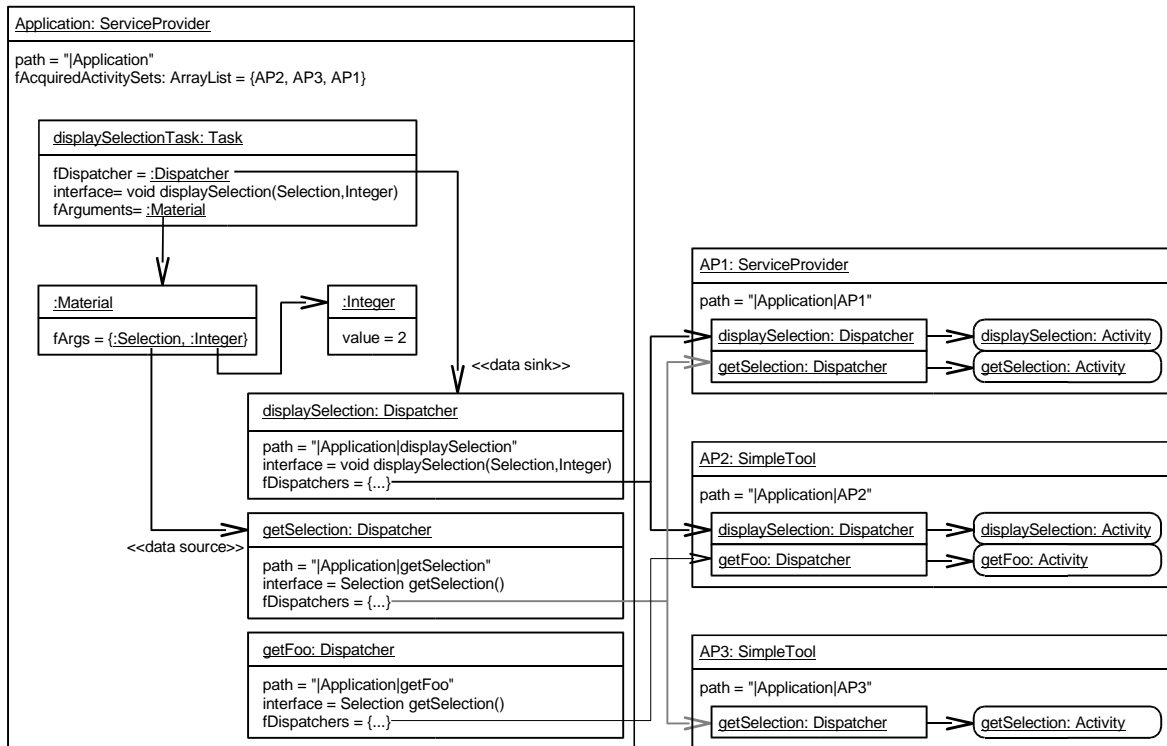 Application: ServiceProvider
path = "|Application"
fAcquiredActivitySets: ArrayList = {AP2, AP3, AP1}
displaySelectionTask: Task
fDispatcher = :Dispatcher
interface= void displaySelection(Selection,Integer)
fArguments= :Material
:Material
fArgs = {:Selection, :Integer}
:Integer
value = 2
<<data sink>>
displaySelection: Dispatcher
path = "|Application|displaySelection"
interface = void displaySelection(Selection,Integer)
fDispatchers = {...}
<<data source>>
getSelection: Dispatcher
path = "|Application|getSelection"
interface = Selection getSelection()
fDispatchers = {...}
getFoo: Dispatcher
path = "|Application|getFoo"
interface = Selection getSelection()
fDispatchers = {...}
AP1: ServiceProvider
path = "|Application|AP1"
displaySelection: Dispatcher
displaySelection: Activity
getSelection: Dispatcher
getSelection: Activity
AP2: SimpleTool
path = "|Application|AP2"
displaySelection: Dispatcher
displaySelection: Activity
getFoo: Dispatcher
getFoo: Activity
AP3: SimpleTool
path = "|Application|AP3"
getSelection: Dispatcher
getSelection: Activity